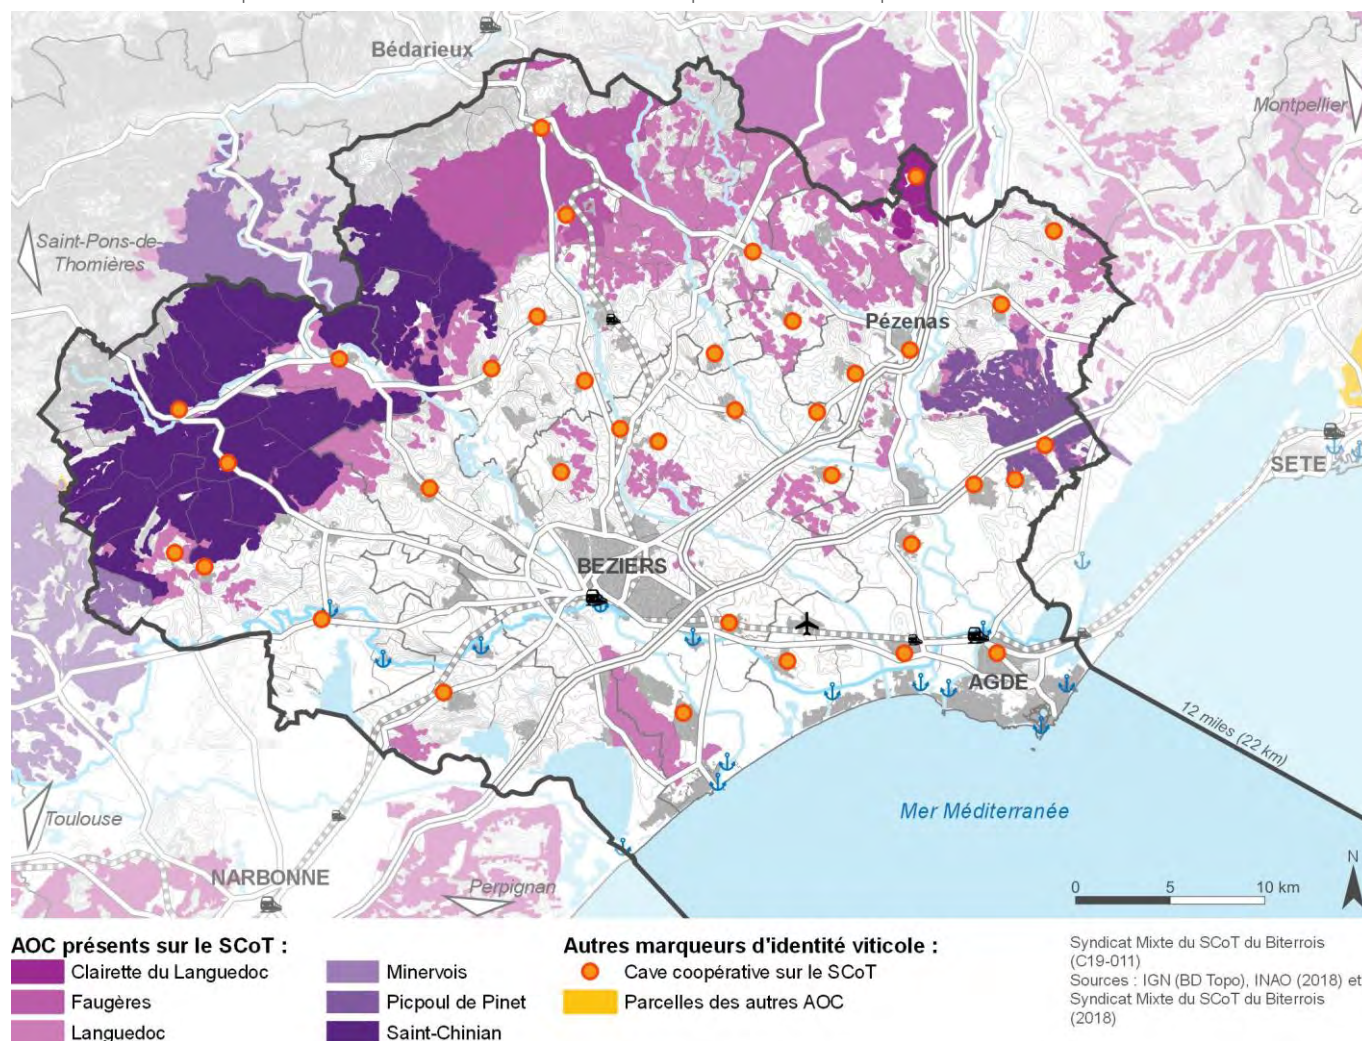 Bédarieux
Montpellier
Saint-Pons-de-
Thomières
Pézenas
SETE
BEZIERS
AGDE
12 miles (22 km)
Toulouse
Mer Méditerranée
NARBONNE
Perpignan
N
0 5 10 km
AOC présents sur le SCoT :
Clairette du Languedoc
Faugères
Languedoc
Minervois
Picpoul de Pinet
Saint-Chinian
Autres marqueurs d'identité viticole :
Cave coopérative sur le SCoT
Parcelles des autres AOC
Syndicat Mixte du SCoT du Biterrois
(C19-011)
Sources : IGN (BD Topo), INAO (2018) et
Syndicat Mixte du SCoT du Biterrois
(2018)